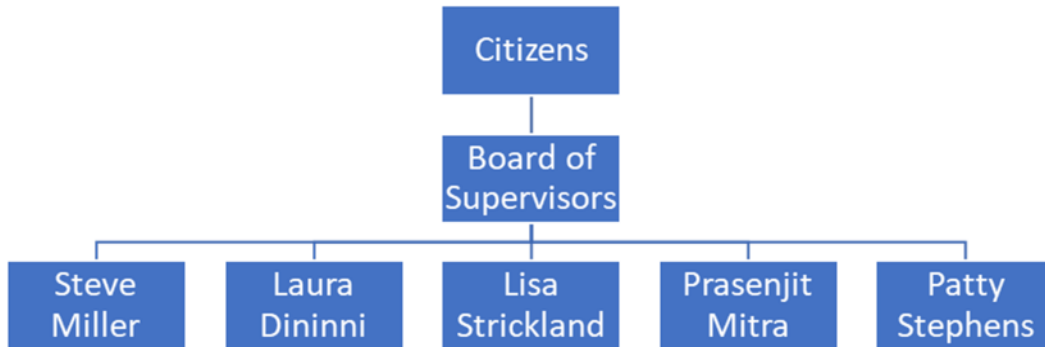 Citizens
Board of
Supervisors
Steve
Miller
Laura
Dininni
Lisa
Strickland
Prasenjit
Mitra
Patty
Stephens